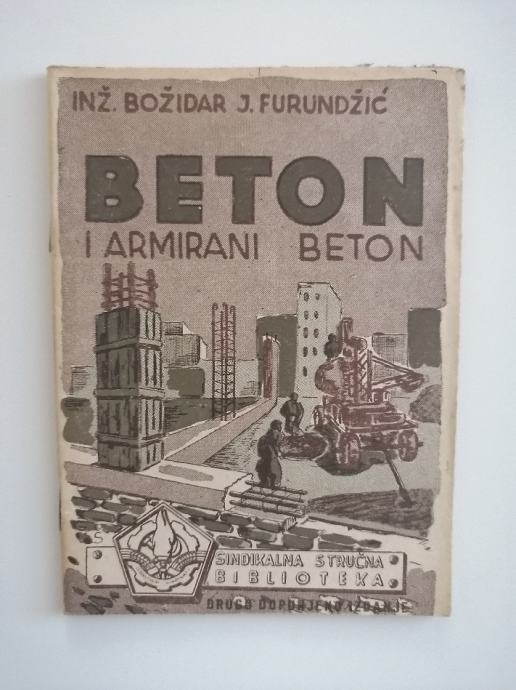 INŽ. BOŽIDAR J. FURUNDŽIĆ
BETON
I ARMIRANI BETON
SINDIKALNA STRUČNA
BIBLIOTEKA
DRUGO DOPUNJENO IZDANJE